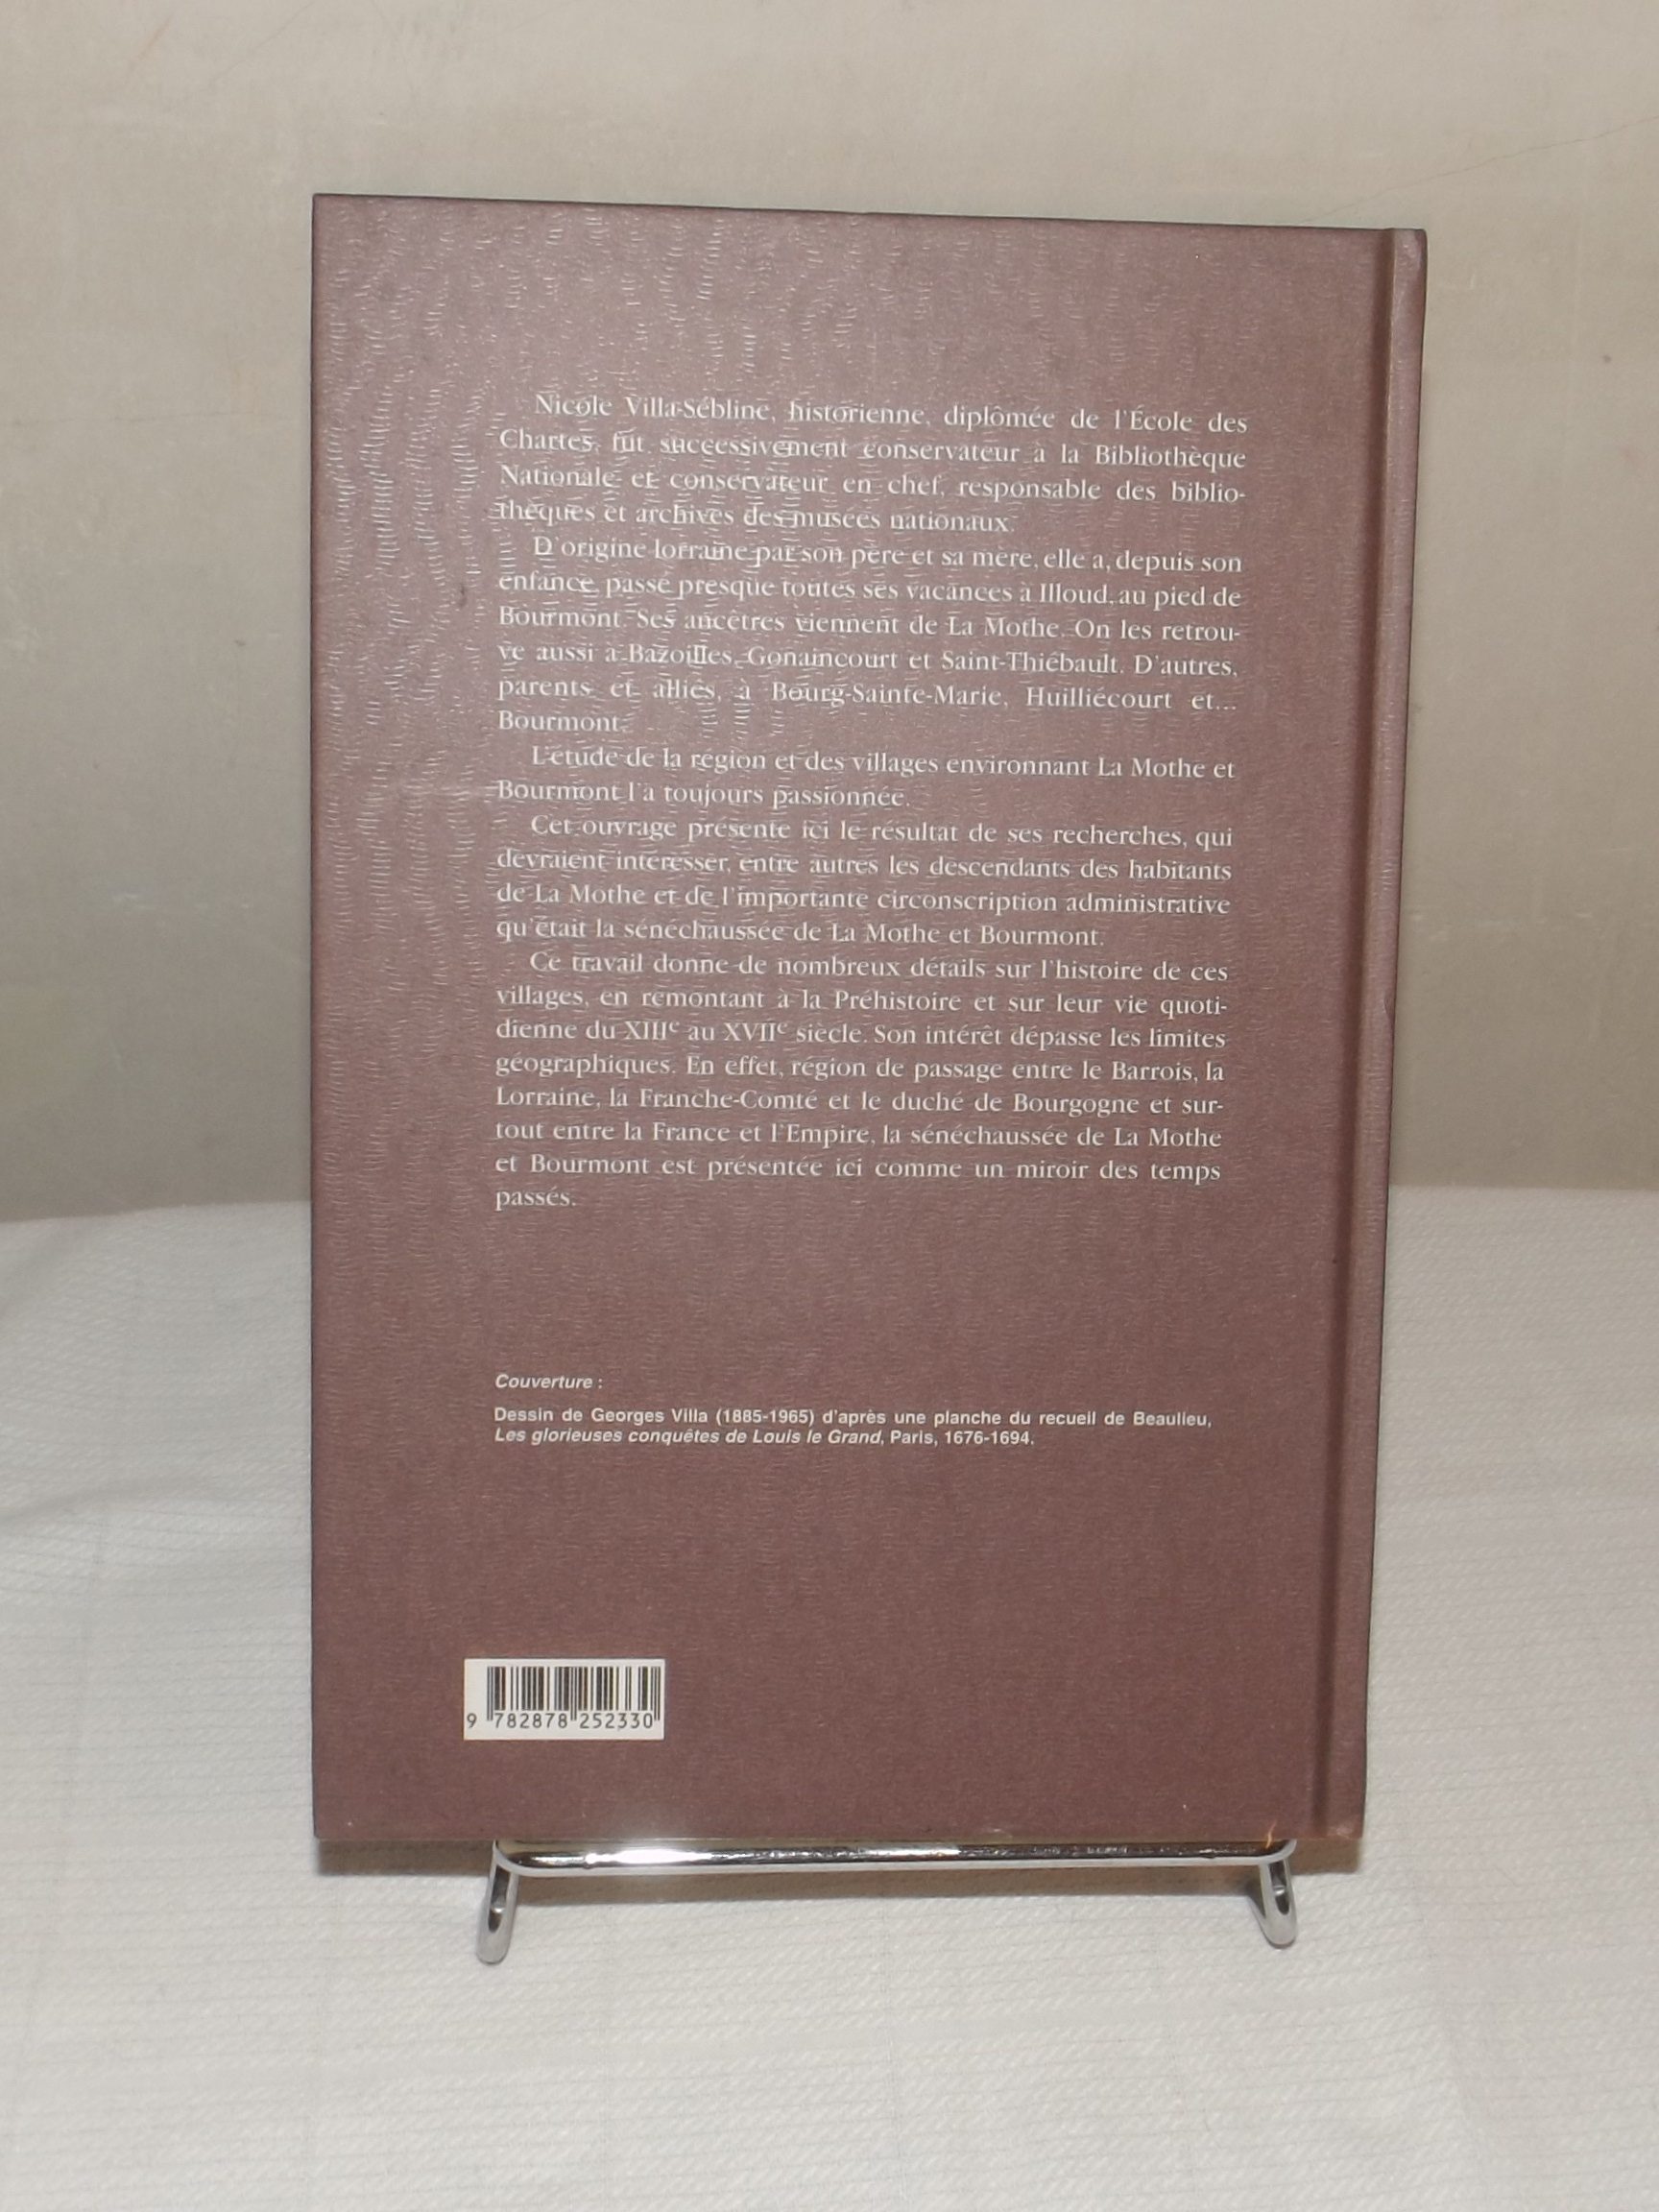 Nicole Villa-Sébline, historienne, diplômée de l'École des
Chartes, fut successivement conservateur à la Bibliothèque
Nationale et conservateur en chef, responsable des biblio-
thèques et archives des musées nationaux.
D'origine lorraine par son père et sa mère, elle a, depuis son
enfance, passé presque toutes ses vacances à Illoud, au pied de
Bourmont. Ses ancêtres viennent de La Mothe. On les retrou-
ve aussi à Bazoilles, Gonaincourt et Saint-Thiébault. D'autres,
parents et alliés, à Bourg-Sainte-Marie, Huilliécourt et...
Bourmont.
L'étude de la région et des villages environnant La Mothe et
Bourmont l'a toujours passionnée.
Cet ouvrage présente ici le résultat de ses recherches, qui
devraient intéresser, entre autres les descendants des habitants
de La Mothe et de l'importante circonscription administrative
qu'était la sénéchaussée de La Mothe et Bourmont.
Ce travail donne de nombreux détails sur l'histoire de ces
villages, en remontant à la Préhistoire et sur leur vie quoti-
dienne du XIIIe au XVIIe siècle. Son intérêt dépasse les limites
géographiques. En effet, région de passage entre le Barrois, la
Lorraine, la Franche-Comté et le duché de Bourgogne et sur-
tout entre la France et l'Empire, la sénéchaussée de La Mothe
et Bourmont est présentée ici comme un miroir des temps
passés.
Couverture :
Dessin de Georges Villa (1885-1965) d'après une planche du recueil de Beaulieu,
Les glorieuses conquêtes de Louis le Grand, Paris, 1676-1694.
9 782878 252330